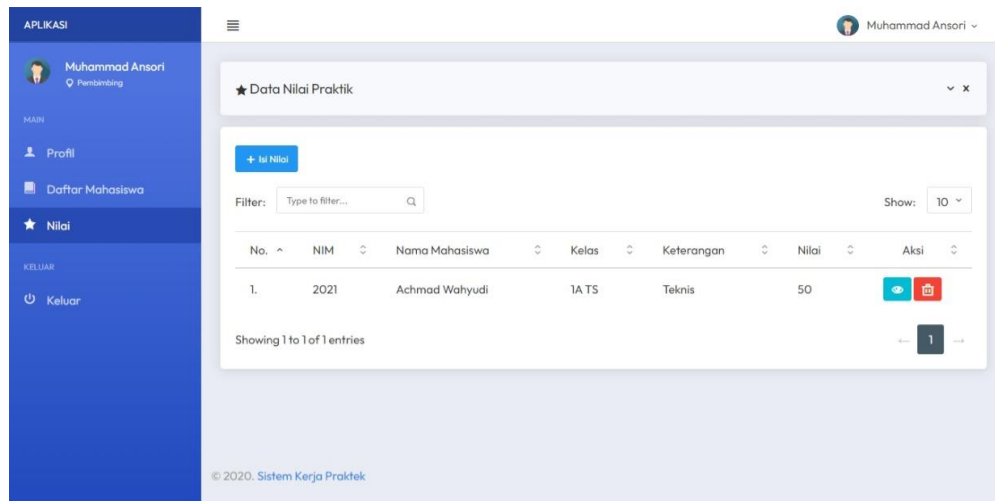 APLIKASI
Muhammad Ansori
Muhammad Ansori
Pembimbing
MAIN
Profil
Daftar Mahasiswa
Nilai
KELUAR
Keluar
Data Nilai Praktik
+ Isi Nilai
Filter: Type to filter...
Show: 10
No. NIM Nama Mahasiswa Kelas Keterangan Nilai Aksi
1. 2021 Achmad Wahyudi 1A TS Teknis 50
Showing 1 to 1 of 1 entries
← 1 →
© 2020. Sistem Kerja Praktek